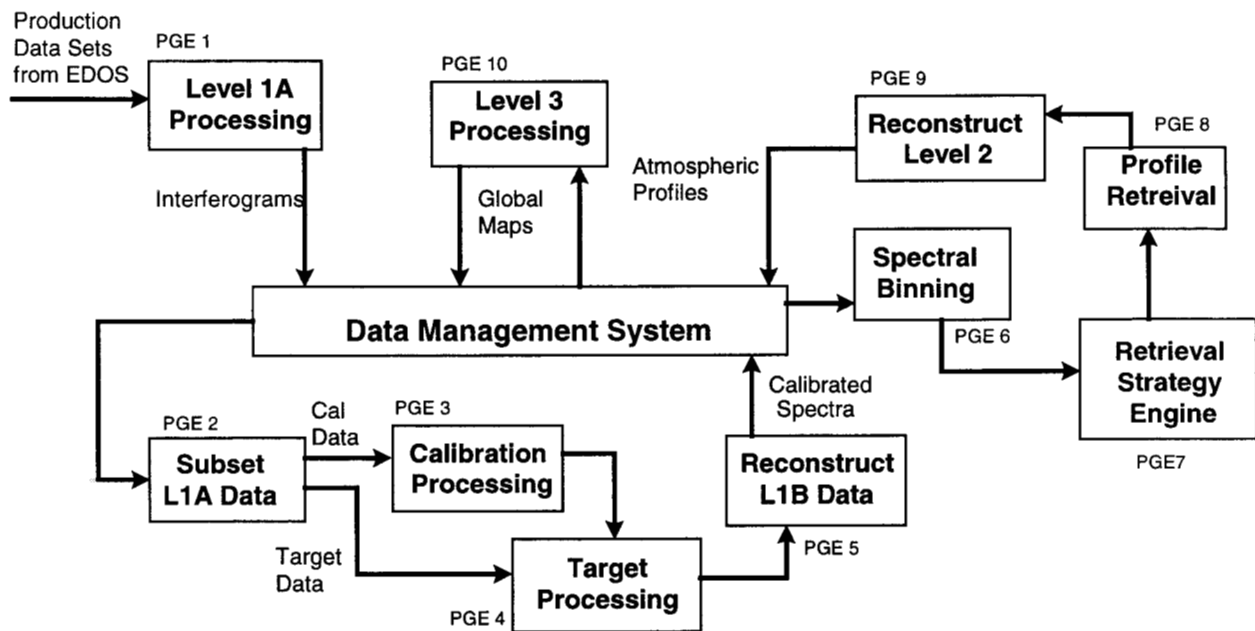 Production
Data Sets
from EDOS
PGE 1
Level 1A
Processing
Interferograms
PGE 10
Level 3
Processing
Global
Maps
PGE 9
Reconstruct
Level 2
Atmospheric
Profiles
PGE 8
Profile
Retreival
Spectral
Binning
PGE 6
Data Management System
Retrieval
Strategy
Engine
PGE7
Calibrated
Spectra
PGE 2
Subset
L1A Data
Cal
Data
PGE 3
Calibration
Processing
Reconstruct
L1B Data
PGE 5
Target
Data
Target
Processing
PGE 4